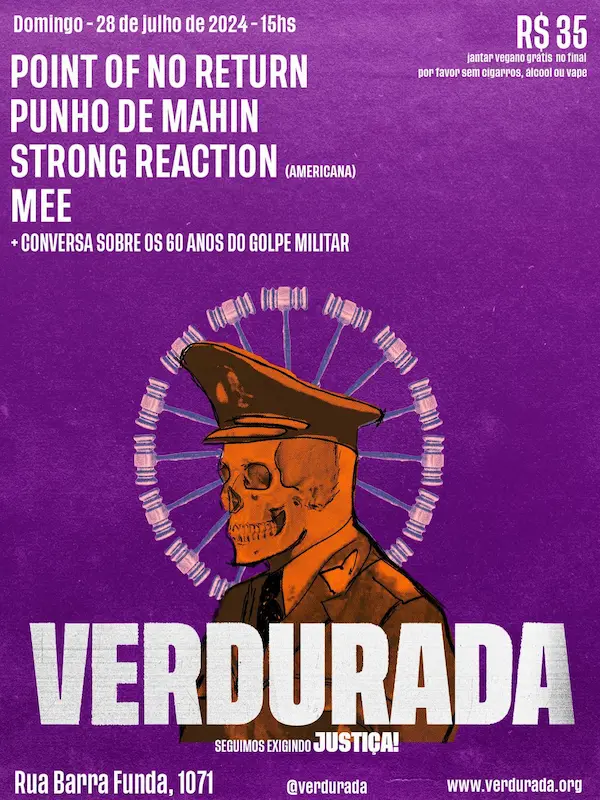 Domingo - 28 de julho de 2024 - 15hs
R$ 35
jantar vegano grátis no final
por favor sem cigarros, álcool ou vape
POINT OF NO RETURN
PUNHO DE MAHIN
STRONG REACTION (AMERICANA)
MEE
+ CONVERSA SOBRE OS 60 ANOS DO GOLPE MILITAR
VERDURADA
SEGUIMOS EXIGINDO JUSTIÇA!
Rua Barra Funda, 1071
@verdurada
www.verdurada.org